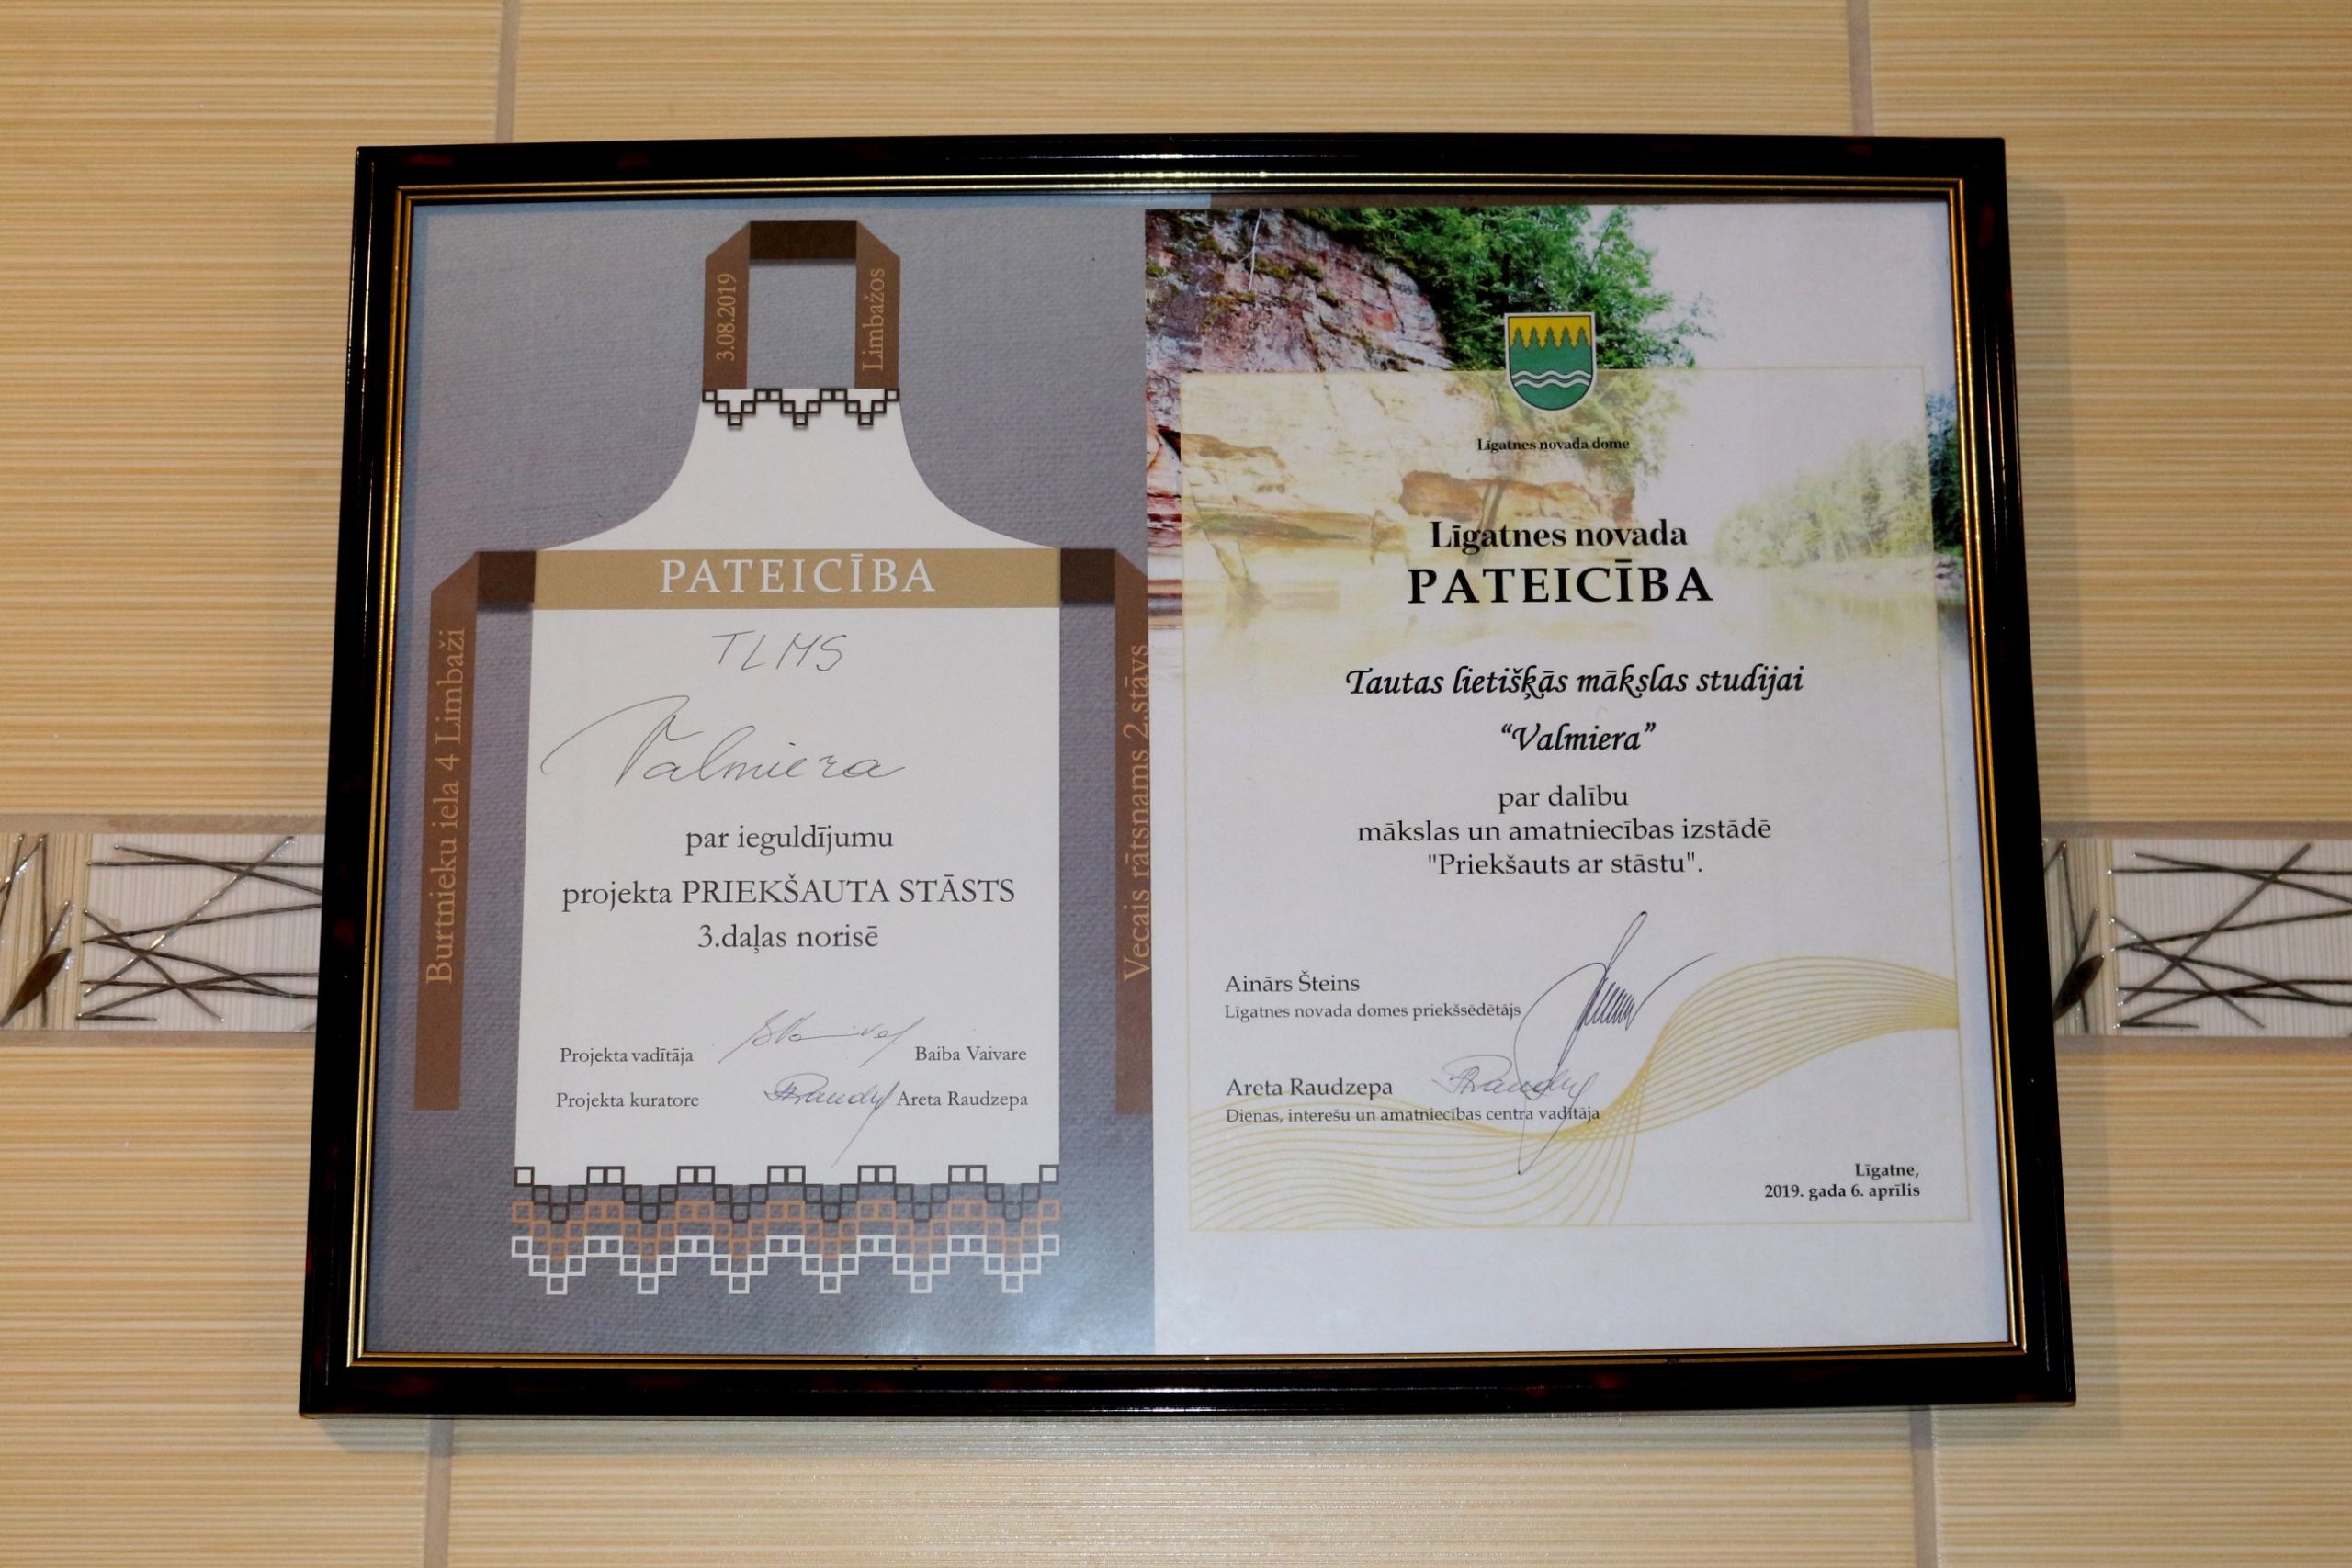 3.08.2019
Limbažos
PATEICĪBA
TLMS
Valmiera
par ieguldījumu
projekta PRIEKŠAUTA STĀSTS
3.daļas norisē
Projekta vadītāja
Baiba Vaivare
Projekta kuratore
Areta Raudzepa
Burtnieku iela 4 Limbaži
Vecais rātsnams 2.stāvs
Līgatnes novada dome
Līgatnes novada
PATEICĪBA
Tautas lietišķās mākslas studijai
“Valmiera”
par dalību
mākslas un amatniecības izstādē
"Priekšauts ar stāstu".
Ainārs Šteins
Līgatnes novada domes priekšsēdētājs
Areta Raudzepa
Dienas, interešu un amatniecības centra vadītāja
Līgatne,
2019. gada 6. aprīlis